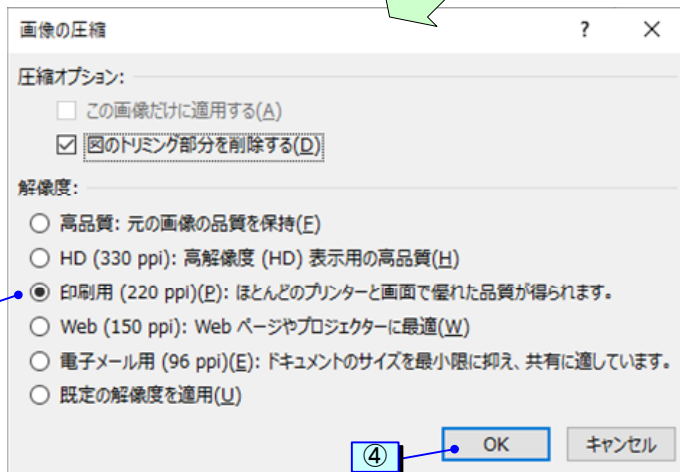 画像の圧縮 ? ×
圧縮オプション:
この画像だけに適用する(A)
図のトリミング部分を削除する(D)
解像度:
高品質: 元の画像の品質を保持(F)
HD (330 ppi): 高解像度 (HD) 表示用の高品質(H)
印刷用 (220 ppi)(P): ほとんどのプリンターと画面で優れた品質が得られます。
Web (150 ppi): Web ページやプロジェクターに最適(W)
電子メール用 (96 ppi)(E): ドキュメントのサイズを最小限に抑え、共有に適しています。
既定の解像度を適用(U)
④ OK キャンセル